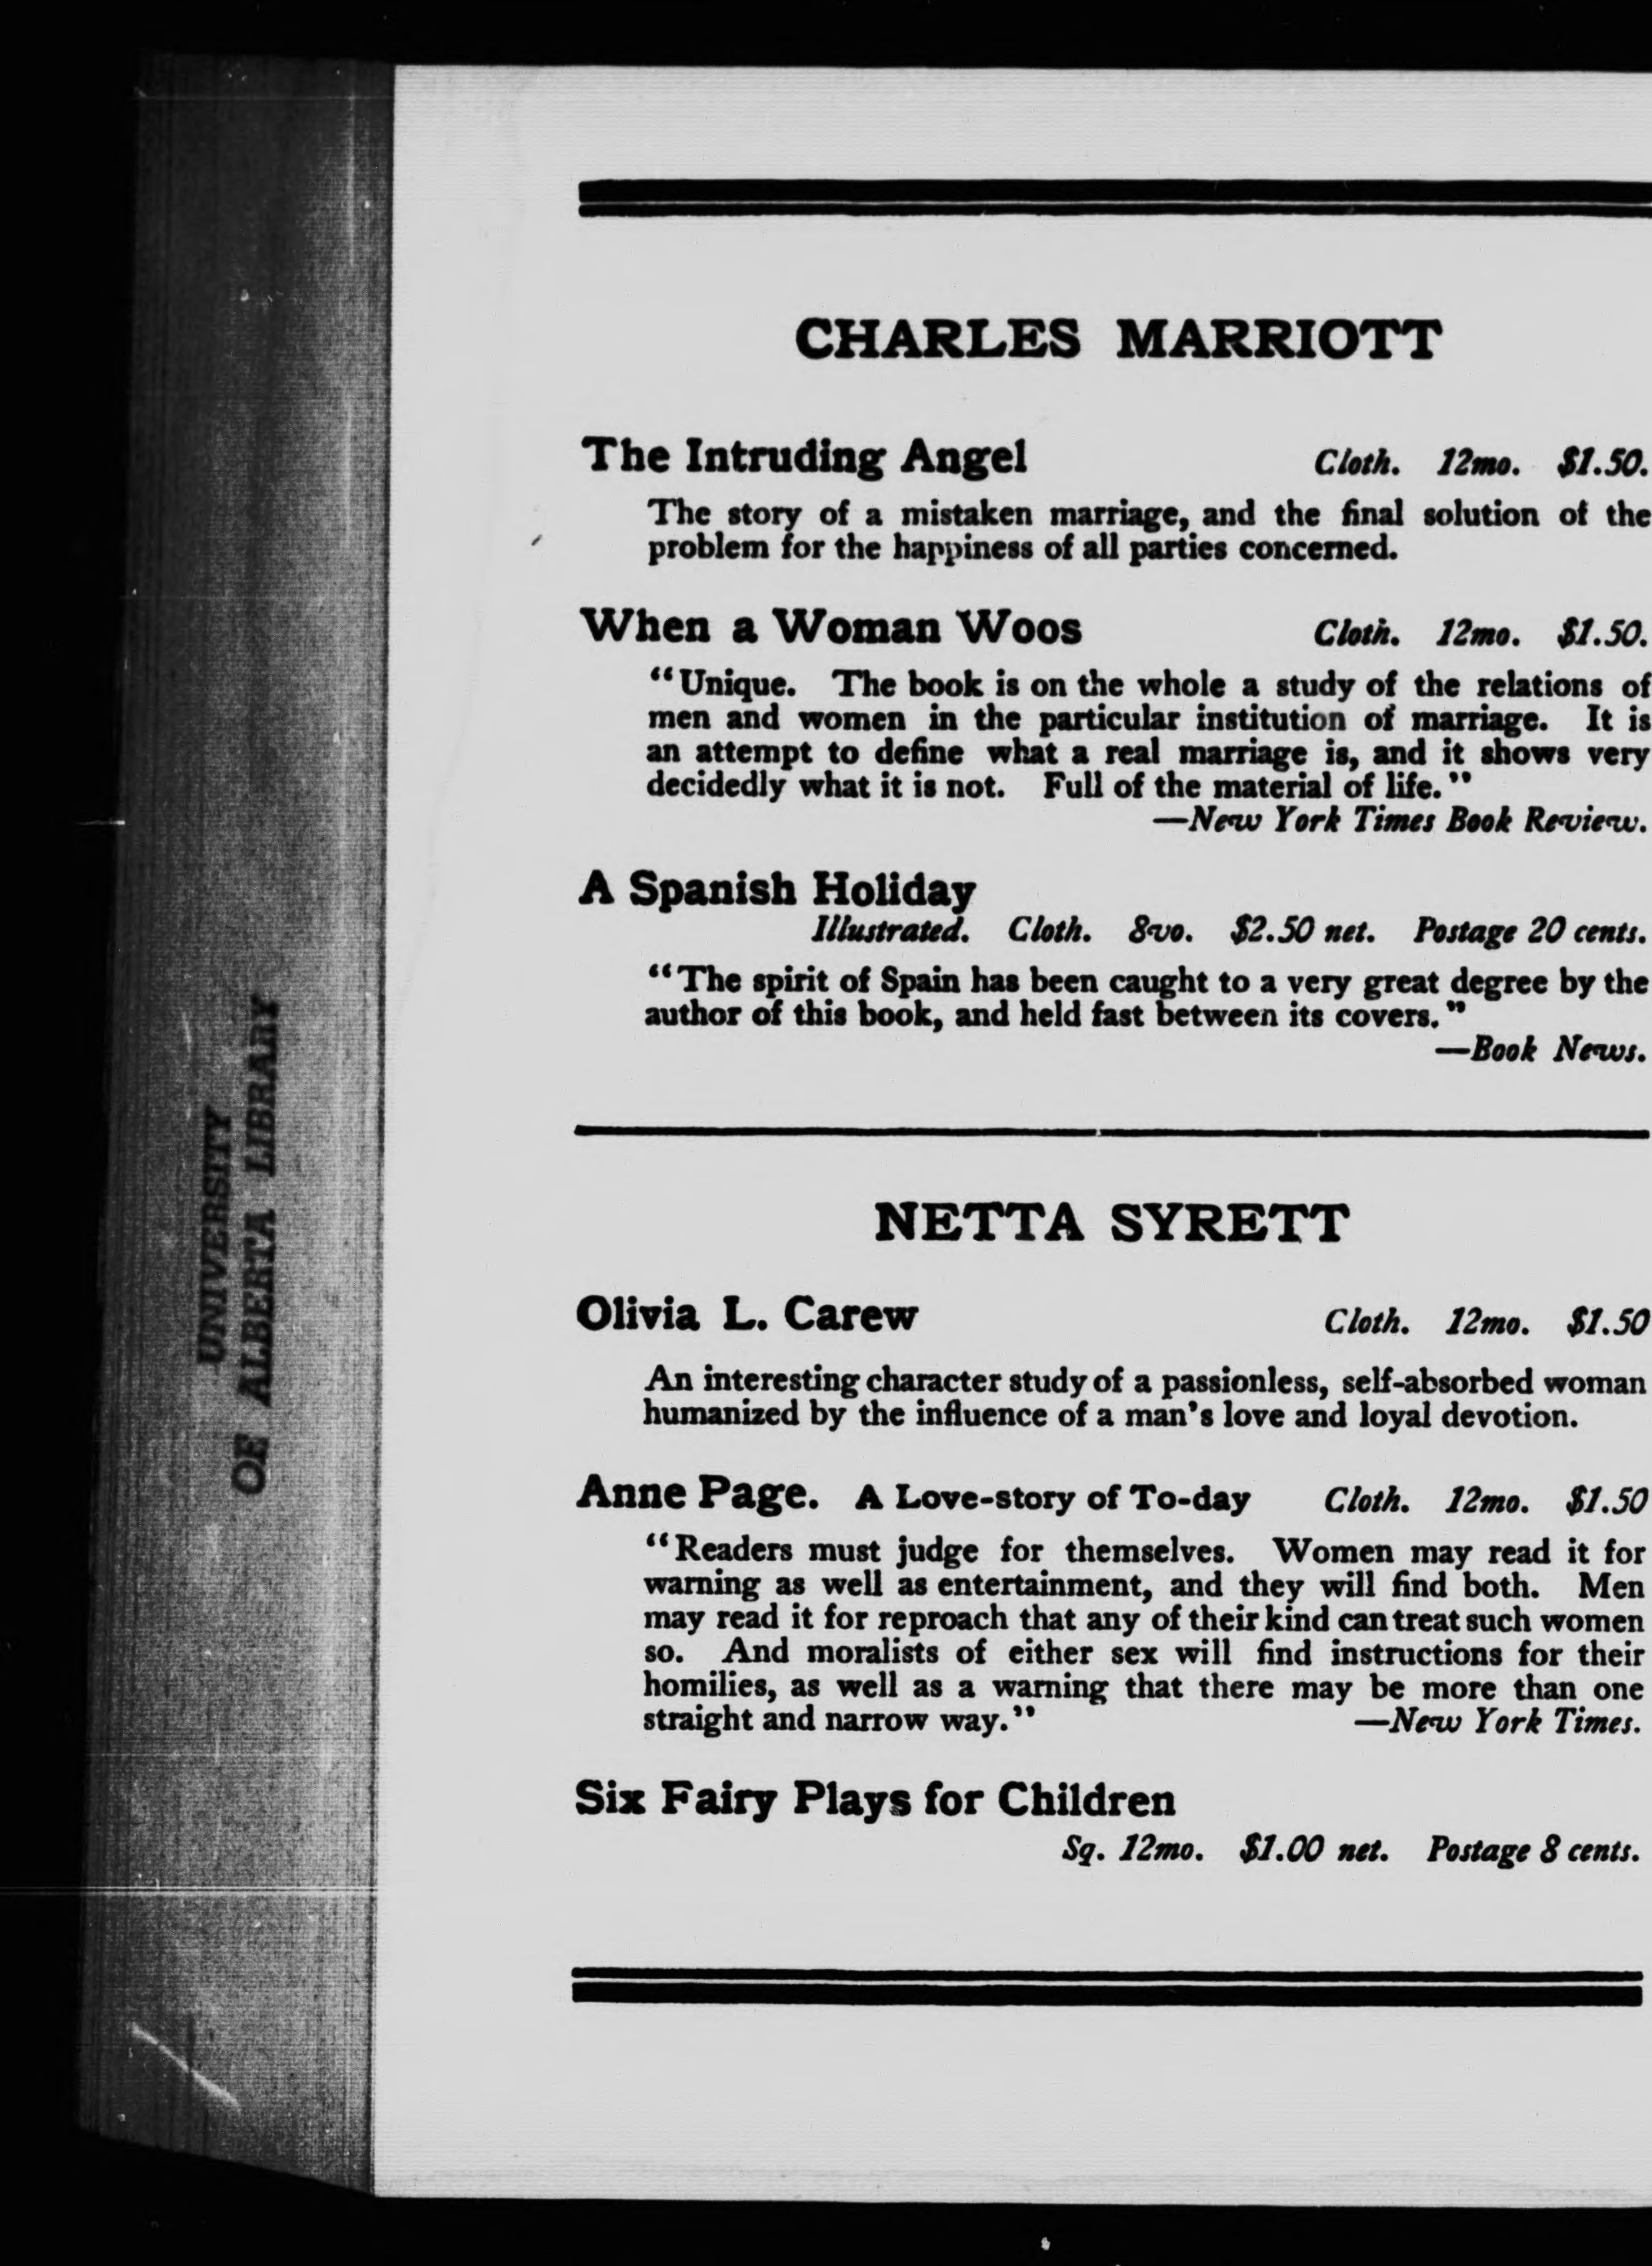 CHARLES MARRIOTT
The Intruding Angel Cloth. 12mo. $1.50.
The story of a mistaken marriage, and the final solution of the
problem for the happiness of all parties concerned.
When a Woman Woos Cloth. 12mo. $1.50.
“Unique. The book is on the whole a study of the relations of
men and women in the particular institution of marriage. It is
an attempt to define what a real marriage is, and it shows very
decidedly what it is not. Full of the material of life.”
—New York Times Book Review.
A Spanish Holiday
Illustrated. Cloth. 8vo. $2.50 net. Postage 20 cents.
“The spirit of Spain has been caught to a very great degree by the
author of this book, and held fast between its covers.”
—Book News.
NETTA SYRETT
Olivia L. Carew Cloth. 12mo. $1.50
An interesting character study of a passionless, self-absorbed woman
humanized by the influence of a man's love and loyal devotion.
Anne Page. A Love-story of To-day Cloth. 12mo. $1.50
“Readers must judge for themselves. Women may read it for
warning as well as entertainment, and they will find both. Men
may read it for reproach that any of their kind can treat such women
so. And moralists of either sex will find instructions for their
homilies, as well as a warning that there may be more than one
straight and narrow way.” —New York Times.
Six Fairy Plays for Children
Sq. 12mo. $1.00 net. Postage 8 cents.
UNIVERSITY
OF ALBERTA LIBRARY